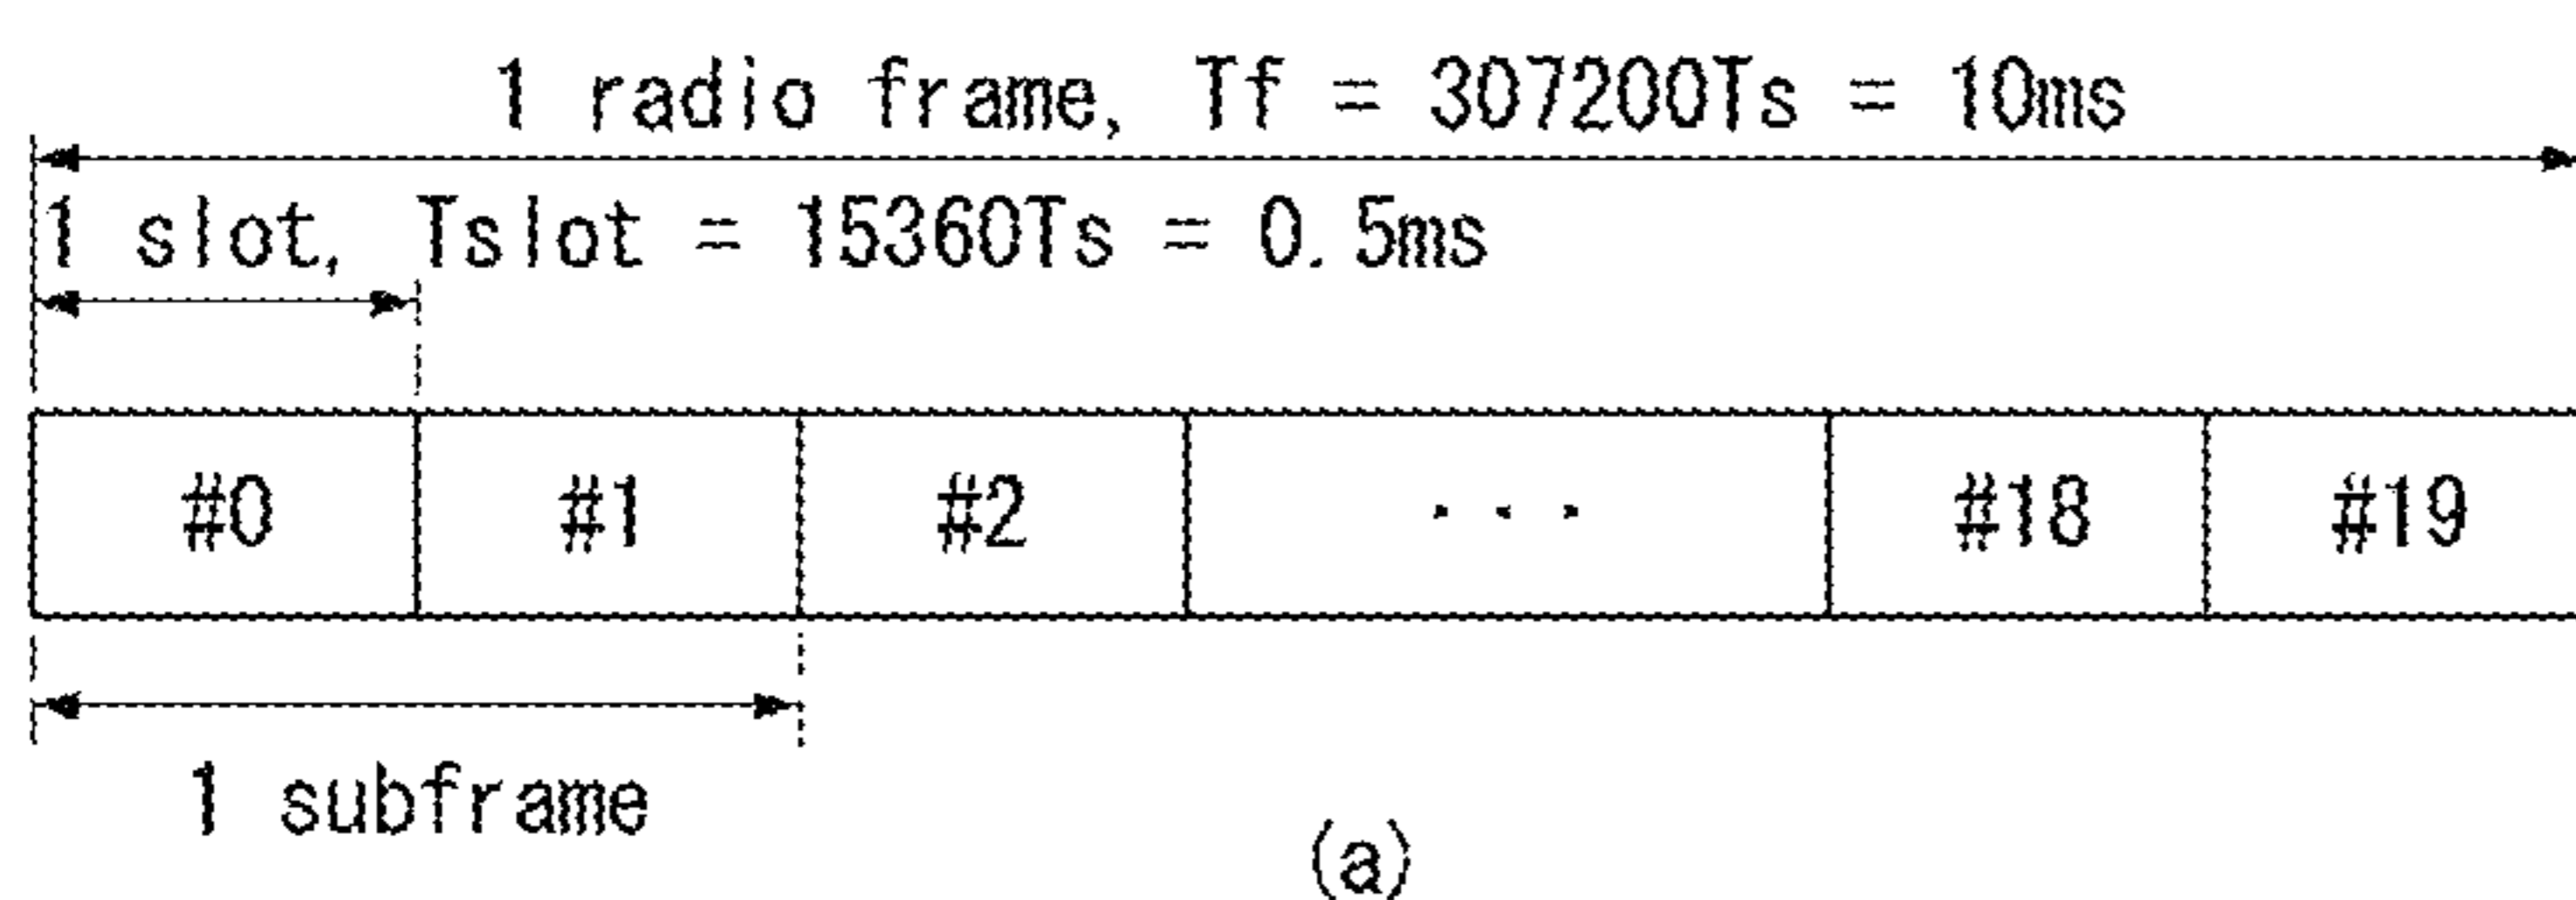 1 radio frame, Tf = 307200Ts = 10ms
1 slot, Tslot = 15360Ts = 0.5ms
#0 #1 #2 ... #18 #19
1 subframe
(a)